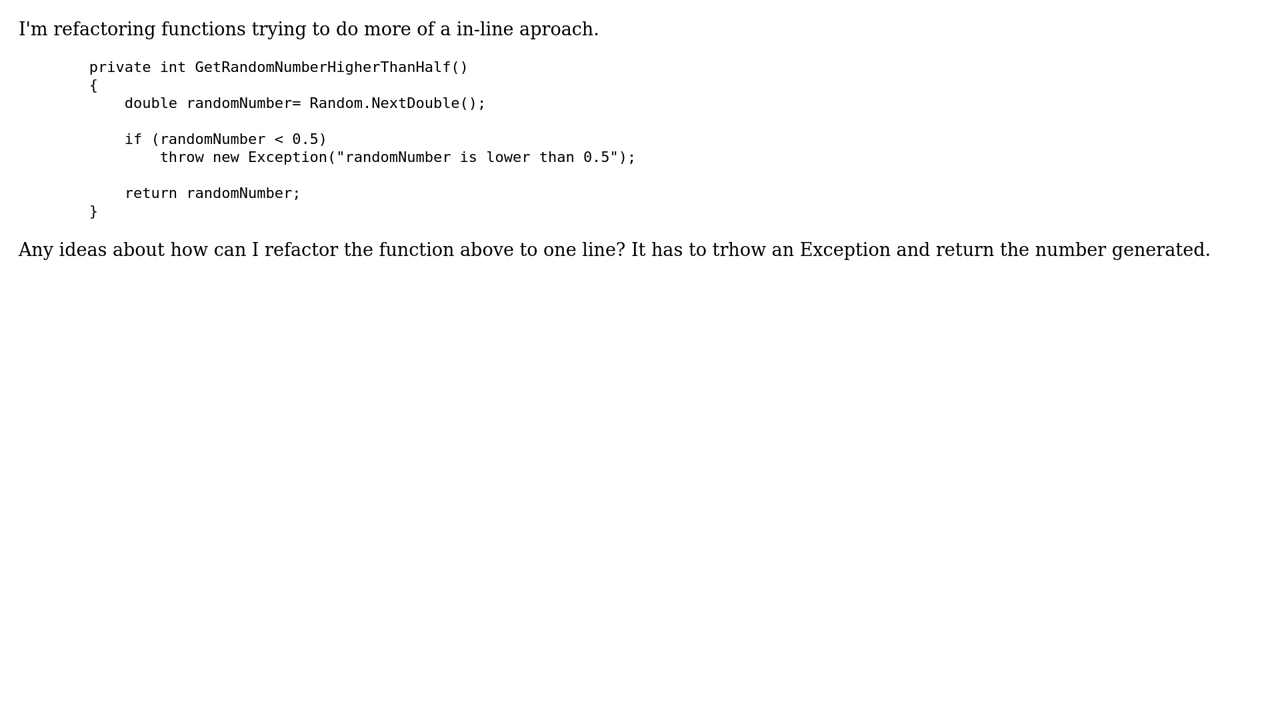 I'm refactoring functions trying to do more of a in-line aproach.
private int GetRandomNumberHigherThanHalf()
{
double randomNumber= Random.NextDouble();
if (randomNumber < 0.5)
throw new Exception("randomNumber is lower than 0.5");
return randomNumber;
}
Any ideas about how can I refactor the function above to one line? It has to trhow an Exception and return the number generated.